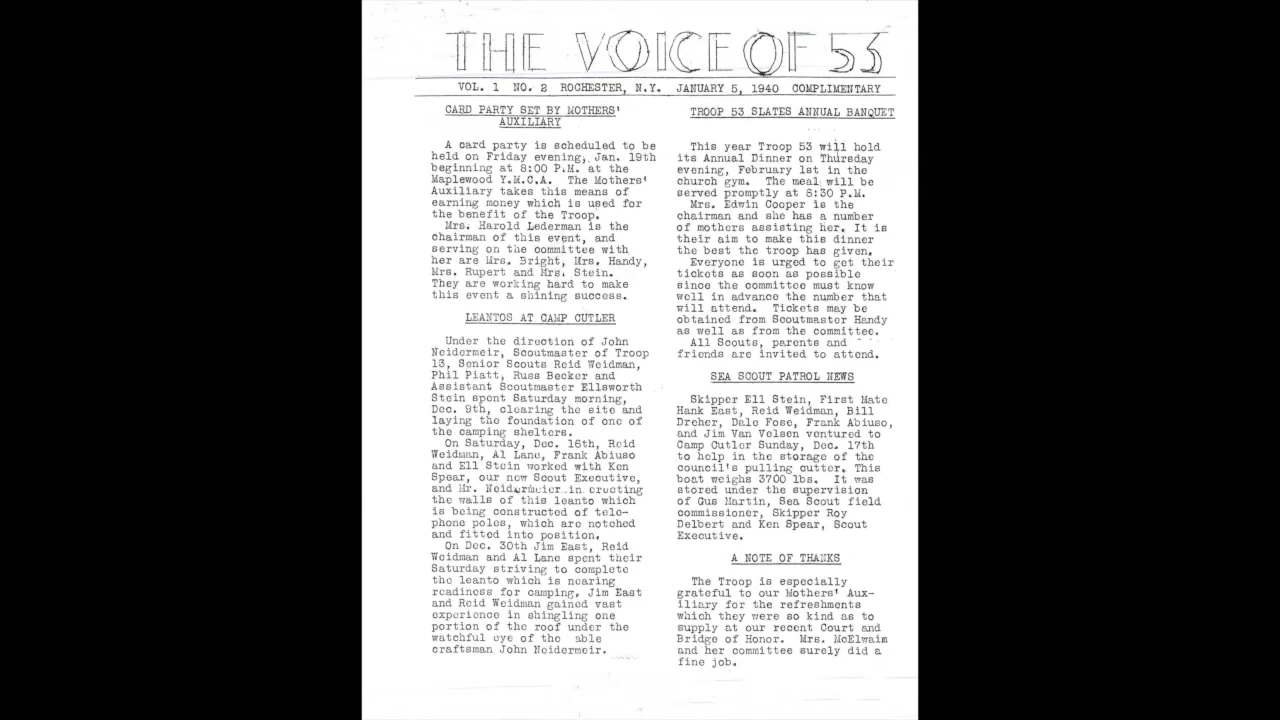 THE VOICE OF 53
VOL. 1 NO. 2 ROCHESTER, N.Y. JANUARY 5, 1940 COMPLIMENTARY
CARD PARTY SET BY MOTHERS'
AUXILIARY
A card party is scheduled to be
held on Friday evening, Jan. 19th
beginning at 8:00 P.M. at the
Maplewood Y.M.C.A. The Mothers'
Auxiliary takes this means of
earning money which is used for
the benefit of the Troop.
Mrs. Harold Lederman is the
chairman of this event, and
serving on the committee with
her are Mrs. Bright, Mrs. Handy,
Mrs. Rupert and Mrs. Stein.
They are working hard to make
this event a shining success.
LEANTOS AT CAMP CUTLER
Under the direction of John
Neidermeir, Scoutmaster of Troop
13, Senior Scouts Reid Weidman,
Phil Piatt, Russ Becker and
Assistant Scoutmaster Ellsworth
Stein spent Saturday morning,
Dec. 9th, clearing the site and
laying the foundation of one of
the camping shelters.
On Saturday, Dec. 16th, Reid
Weidman, Al Lane, Frank Abiuso
and Ell Stein worked with Ken
Spear, our new Scout Executive,
and Mr. Neidermeier in erecting
the walls of this leanto which
is being constructed of tele-
phone poles, which are notched
and fitted into position.
On Dec. 30th Jim East, Reid
Weidman and Al Lane spent their
Saturday striving to complete
the leanto which is nearing
readiness for camping. Jim East
and Reid Weidman gained vast
experience in shingling one
portion of the roof under the
watchful eye of the able
craftsman John Neidermeir.
TROOP 53 SLATES ANNUAL BANQUET
This year Troop 53 will hold
its Annual Dinner on Thursday
evening, February 1st in the
church gym. The meal will be
served promptly at 6:30 P.M.
Mrs. Edwin Cooper is the
chairman and she has a number
of mothers assisting her. It is
their aim to make this dinner
the best the troop has given.
Everyone is urged to get their
tickets as soon as possible
since the committee must know
well in advance the number that
will attend. Tickets may be
obtained from Scoutmaster Handy
as well as from the committee.
All Scouts, parents and
friends are invited to attend.
SEA SCOUT PATROL NEWS
Skipper Ell Stein, First Mate
Hank East, Reid Weidman, Bill
Dreher, Dale Fose, Frank Abiuso,
and Jim Van Velsen ventured to
Camp Cutler Sunday, Dec. 17th
to help in the storage of the
council's pulling cutter. This
boat weighs 3700 lbs. It was
stored under the supervision
of Gus Martin, Sea Scout field
commissioner, Skipper Roy
Delbert and Ken Spear, Scout
Executive.
A NOTE OF THANKS
The Troop is especially
grateful to our Mothers' Aux-
iliary for the refreshments
which they were so kind as to
supply at our recent Court and
Bridge of Honor. Mrs. McElwaim
and her committee surely did a
fine job.